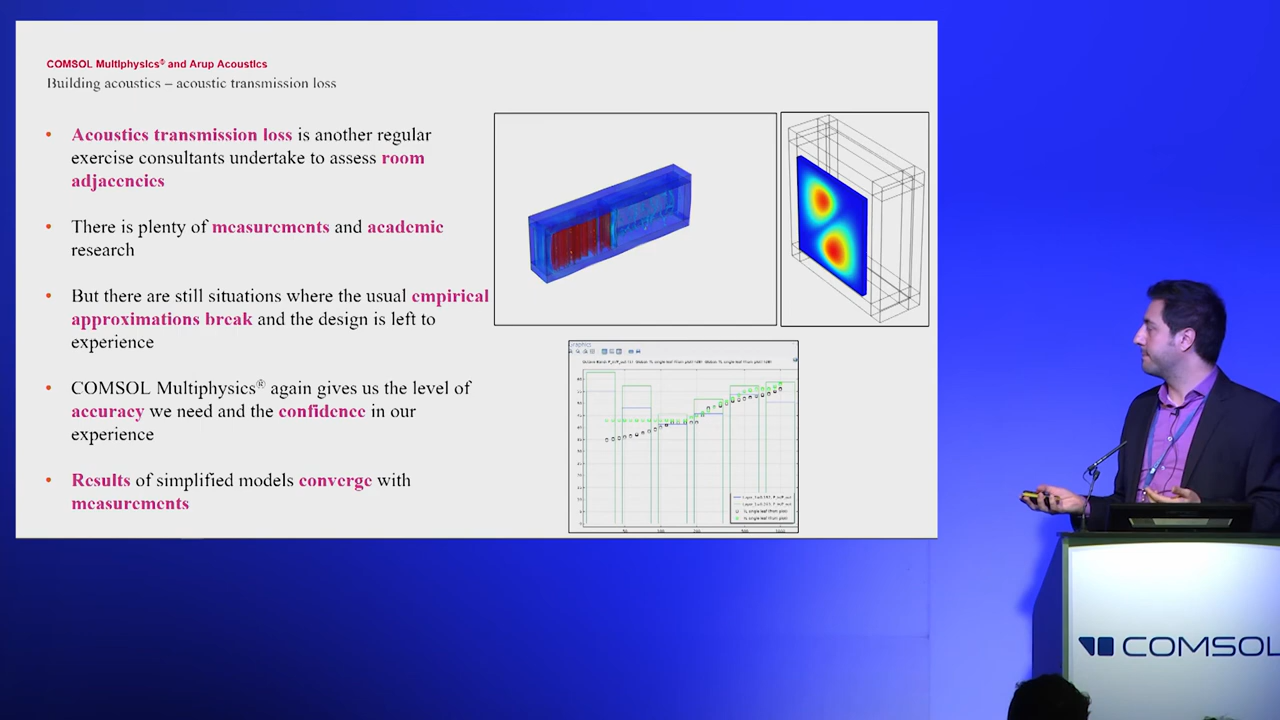 COMSOL Multiphysics® and Arup Acoustics
Building acoustics – acoustic transmission loss
• Acoustics transmission loss is another regular
exercise consultants undertake to assess room
adjacencies
• There is plenty of measurements and academic
research
• But there are still situations where the usual empirical
approximations break and the design is left to
experience
• COMSOL Multiphysics® again gives us the level of
accuracy we need and the confidence in our
experience
• Results of simplified models converge with
measurements
COMSOL